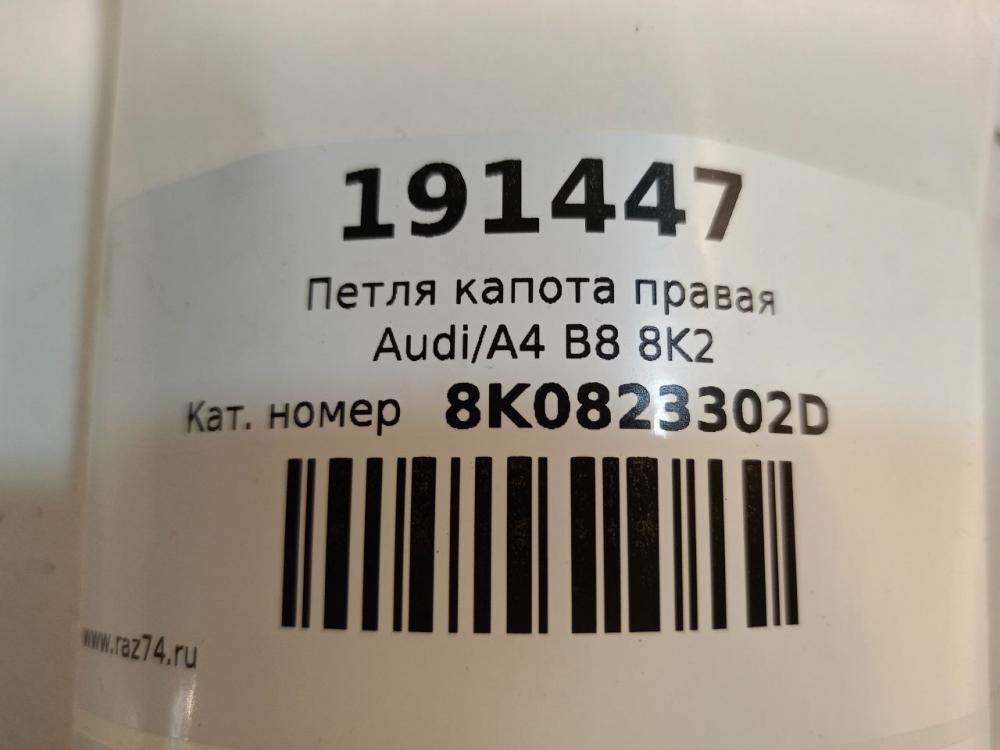 191447
Петля капота правая
Audi/A4 B8 8K2
Кат. номер 8K0823302D
www.raz74.ru